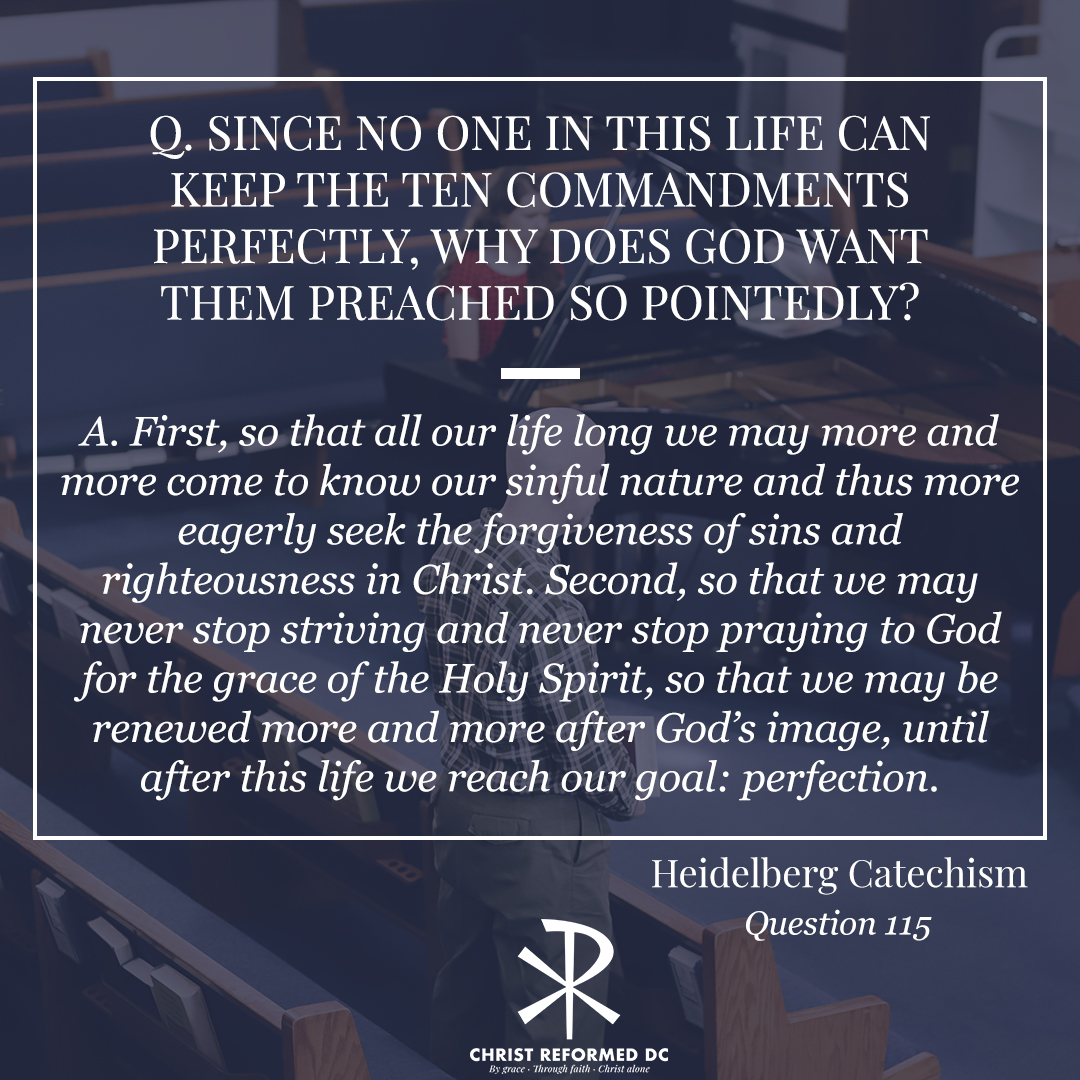 Q. SINCE NO ONE IN THIS LIFE CAN
KEEP THE TEN COMMANDMENTS
PERFECTLY, WHY DOES GOD WANT
THEM PREACHED SO POINTEDLY?
A. First, so that all our life long we may more and
more come to know our sinful nature and thus more
eagerly seek the forgiveness of sins and
righteousness in Christ. Second, so that we may
never stop striving and never stop praying to God
for the grace of the Holy Spirit, so that we may be
renewed more and more after God’s image, until
after this life we reach our goal: perfection.
Heidelberg Catechism
Question 115
CHRIST REFORMED DC
By grace · Through faith · Christ alone